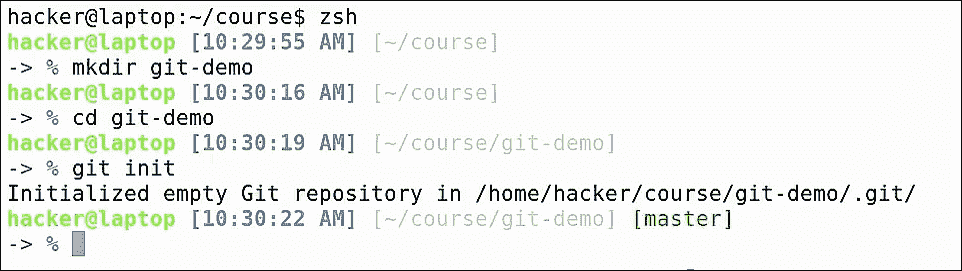 hacker@laptop:~/course$ zsh
hacker@laptop [10:29:55 AM] [~/course]
-> % mkdir git-demo
hacker@laptop [10:30:16 AM] [~/course]
-> % cd git-demo
hacker@laptop [10:30:19 AM] [~/course/git-demo]
-> % git init
Initialized empty Git repository in /home/hacker/course/git-demo/.git/
hacker@laptop [10:30:22 AM] [~/course/git-demo] [master]
-> %